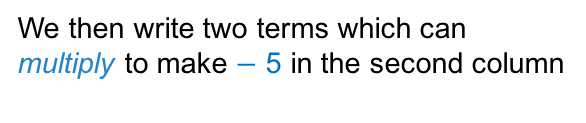 We then write two terms which can
multiply to make − 5 in the second column